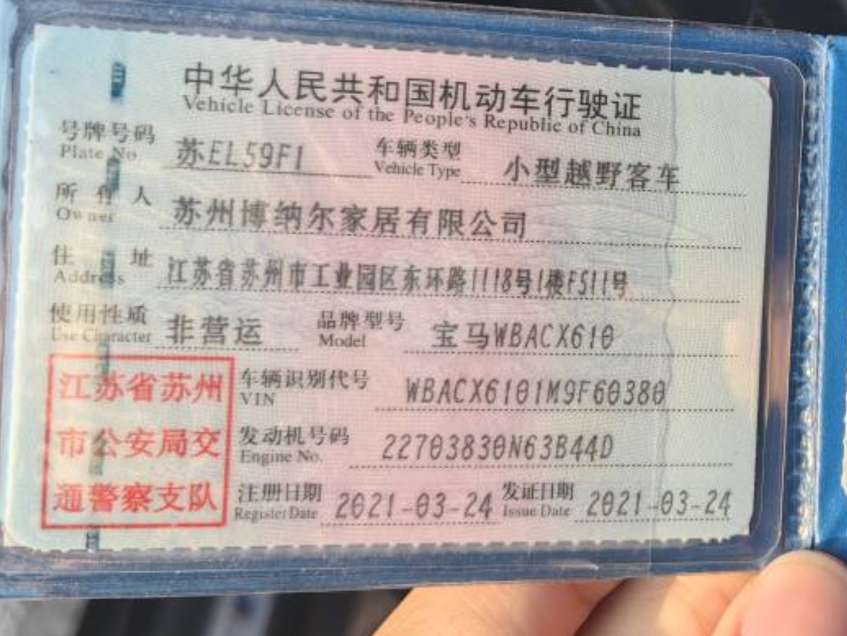 中华人民共和国机动车行驶证
Vehicle License of the People's Republic of China
号牌号码 苏EL59F1 车辆类型 小型越野客车
Plate No. Vehicle Type
所有人 苏州博纳尔家居有限公司
Owner
住址 江苏省苏州市工业园区东环路1118号1楼F511号
Address
使用性质 非营运 品牌型号 宝马WBACX610
Use Character Model
江苏省苏州
市公安局交
通警察支队
车辆识别代号 WBACX6101M9F60380
VIN
发动机号码 22703830N63B44D
Engine No.
注册日期 2021-03-24 发证日期 2021-03-24
Register Date Issue Date